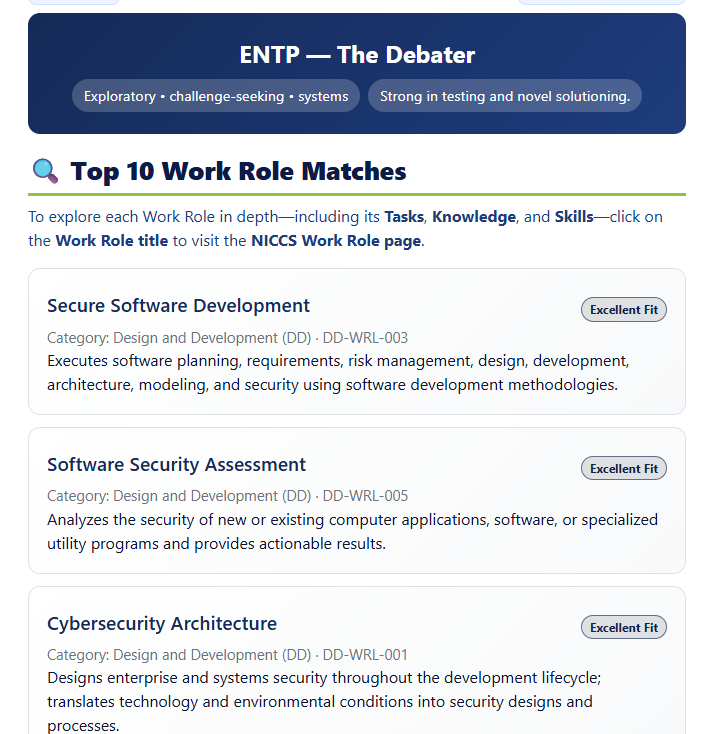 ENTP — The Debater
Exploratory • challenge-seeking • systems
Strong in testing and novel solutioning.
Top 10 Work Role Matches
To explore each Work Role in depth—including its Tasks, Knowledge, and Skills—click on
the Work Role title to visit the NICCS Work Role page.
Secure Software Development
Excellent Fit
Category: Design and Development (DD) · DD-WRL-003
Executes software planning, requirements, risk management, design, development,
architecture, modeling, and security using software development methodologies.
Software Security Assessment
Excellent Fit
Category: Design and Development (DD) · DD-WRL-005
Analyzes the security of new or existing computer applications, software, or specialized
utility programs and provides actionable results.
Cybersecurity Architecture
Excellent Fit
Category: Design and Development (DD) · DD-WRL-001
Designs enterprise and systems security throughout the development lifecycle;
translates technology and environmental conditions into security designs and
processes.